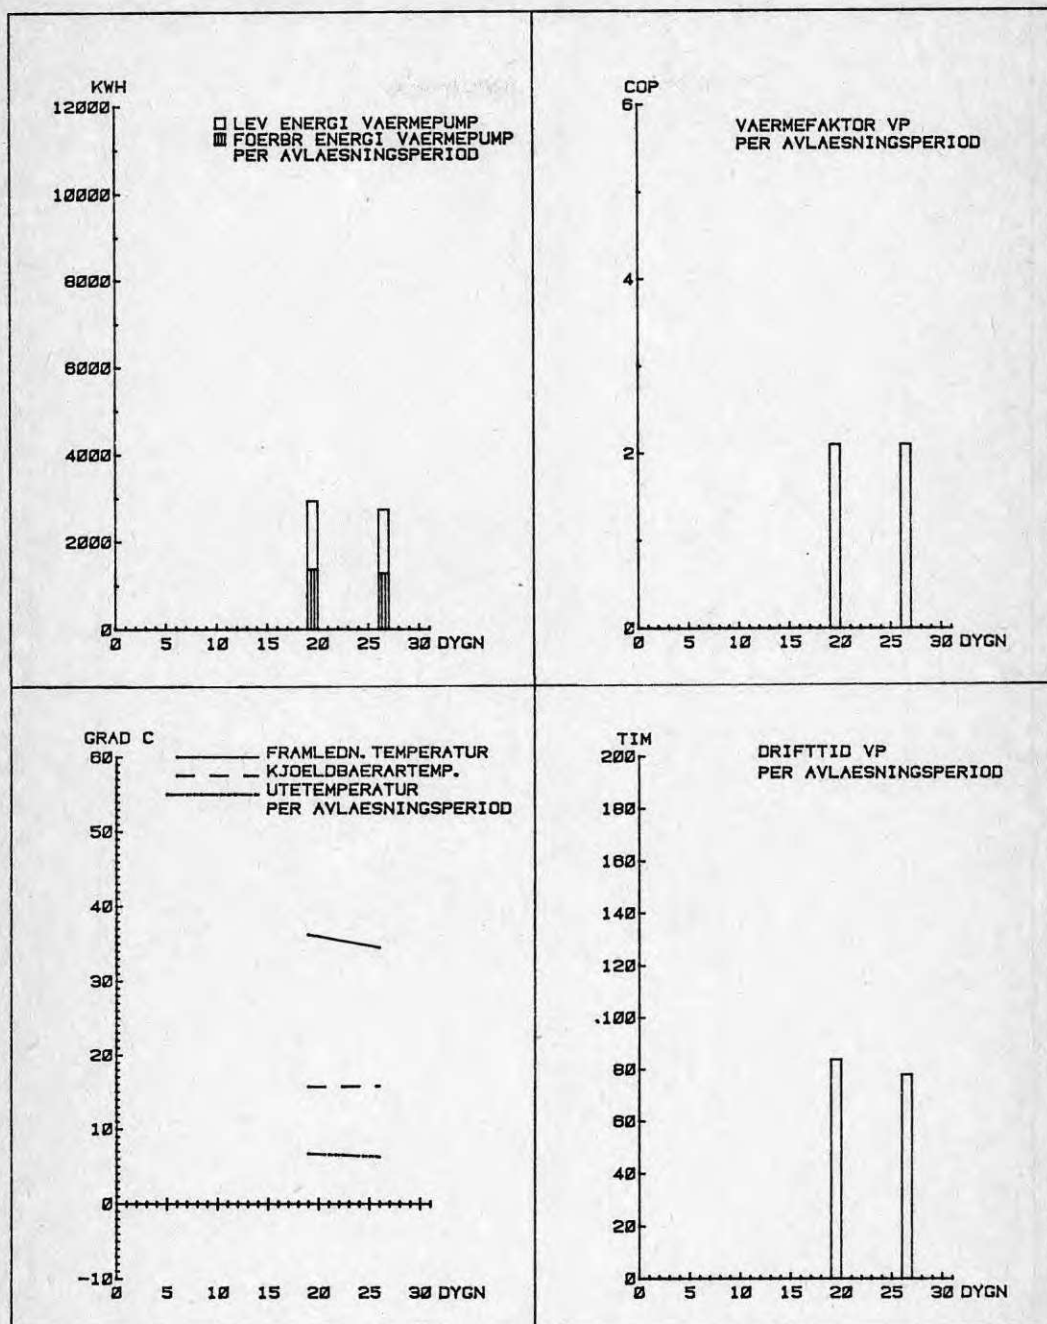 KWH
12000
LEV ENERGI VAERMEPUMP
FOERBR ENERGI VAERMEPUMP
PER AVLAESNINGSPERIOD
10000
8000
6000
4000
2000
0
0 5 10 15 20 25 30 DYGN
COP
6
VAERMEFAKTOR VP
PER AVLAESNINGSPERIOD
4
2
0
0 5 10 15 20 25 30 DYGN
GRAD C
60
FRAMLEDN. TEMPERATUR
KJOELDBAERARTEMP.
UTETEMPERATUR
PER AVLAESNINGSPERIOD
50
40
30
20
10
0
-10
0 5 10 15 20 25 30 DYGN
TIM
200
DRIFTTID VP
PER AVLAESNINGSPERIOD
180
160
140
120
100
80
60
40
20
0
0 5 10 15 20 25 30 DYGN